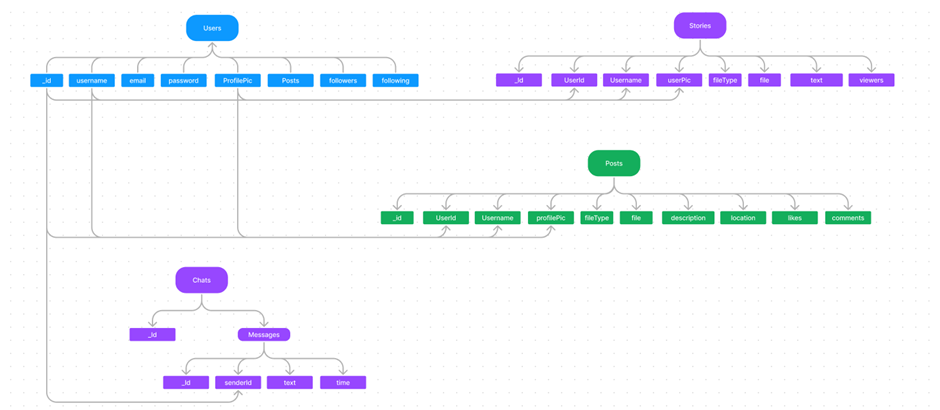 Users
_id
username
email
password
ProfilePic
Posts
followers
following
Stories
_Id
UserId
Username
userPic
fileType
file
text
viewers
Posts
_id
UserId
Username
profilePic
fileType
file
description
location
likes
comments
Chats
_Id
Messages
_Id
senderId
text
time